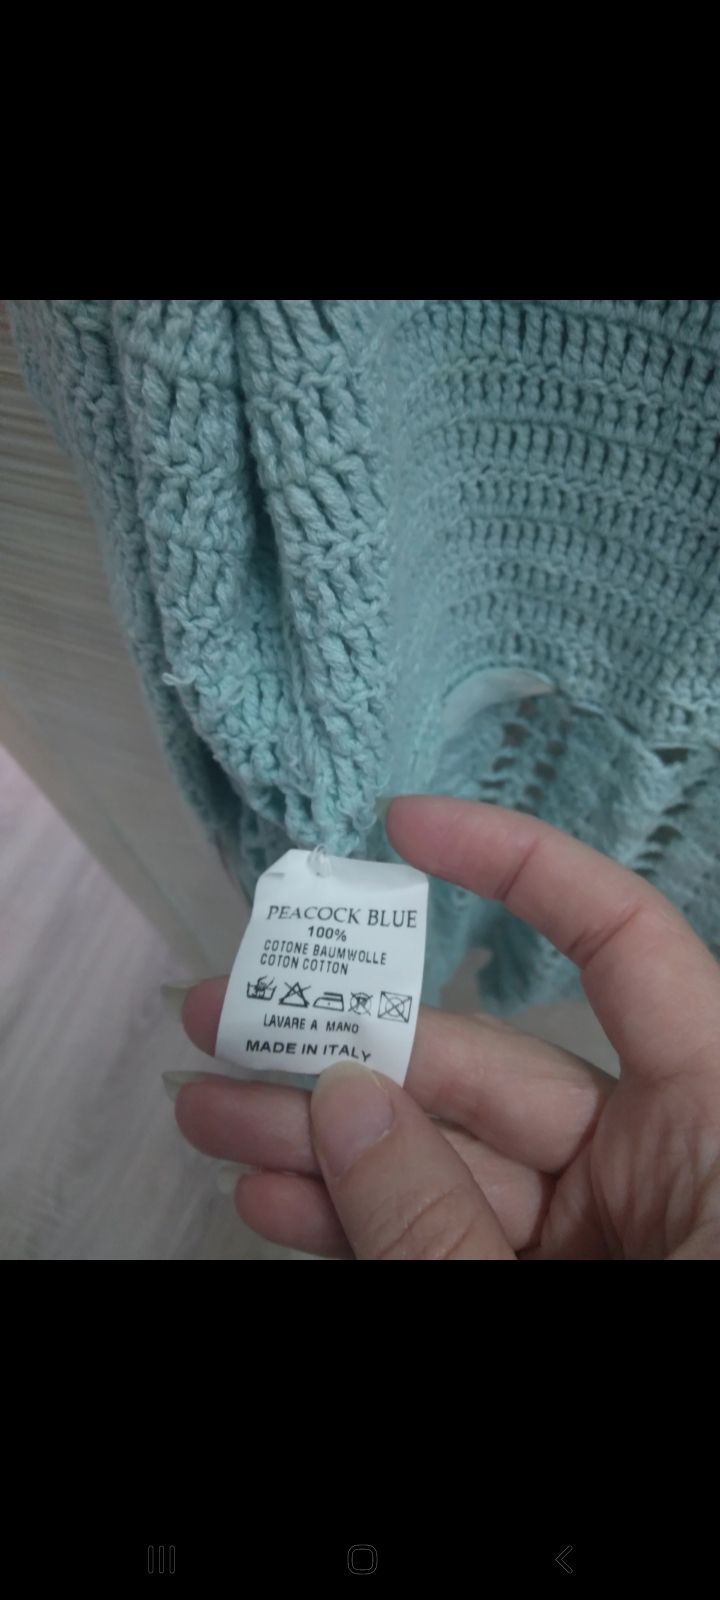 PEACOCK BLUE
100%
COTONE BAUMWOLLE
COTON COTTON
LAVARE A MANO
MADE IN ITALY